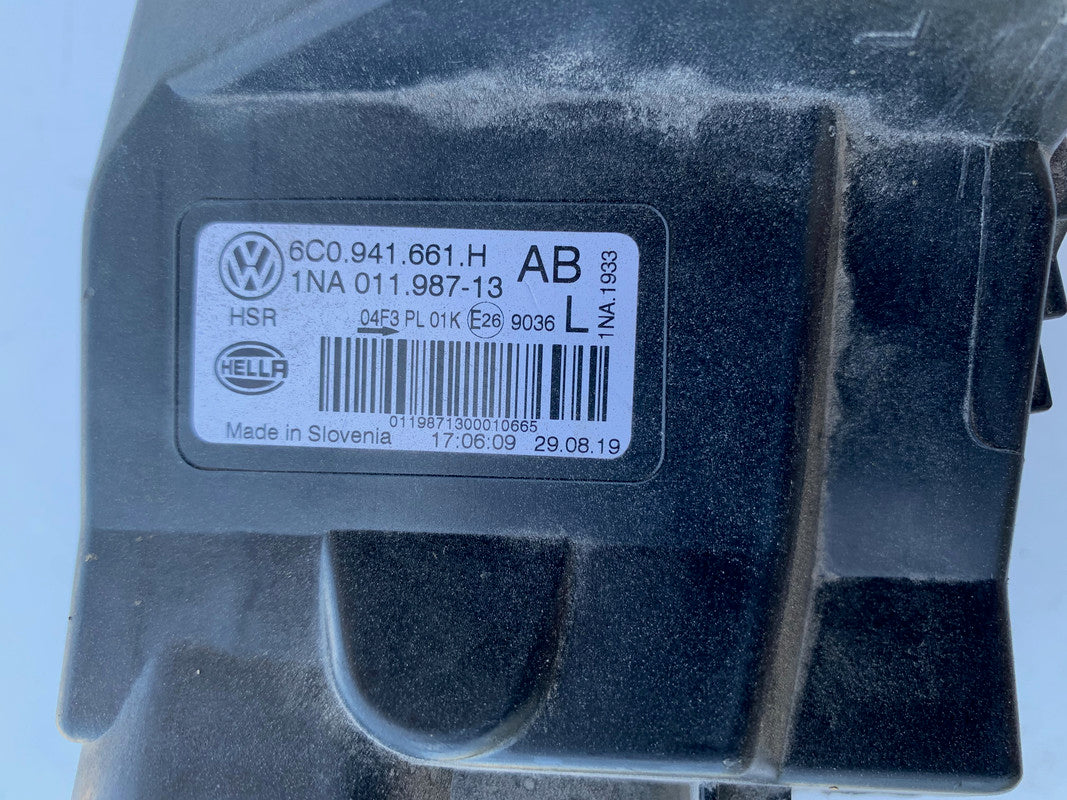 6C0.941.661.H AB
1NA 011.987-13
HSR 04F3 PL 01K E26 9036 L
1NA.1933
HELLA
0119871300010665
Made in Slovenia 17:06:09 29.08.19